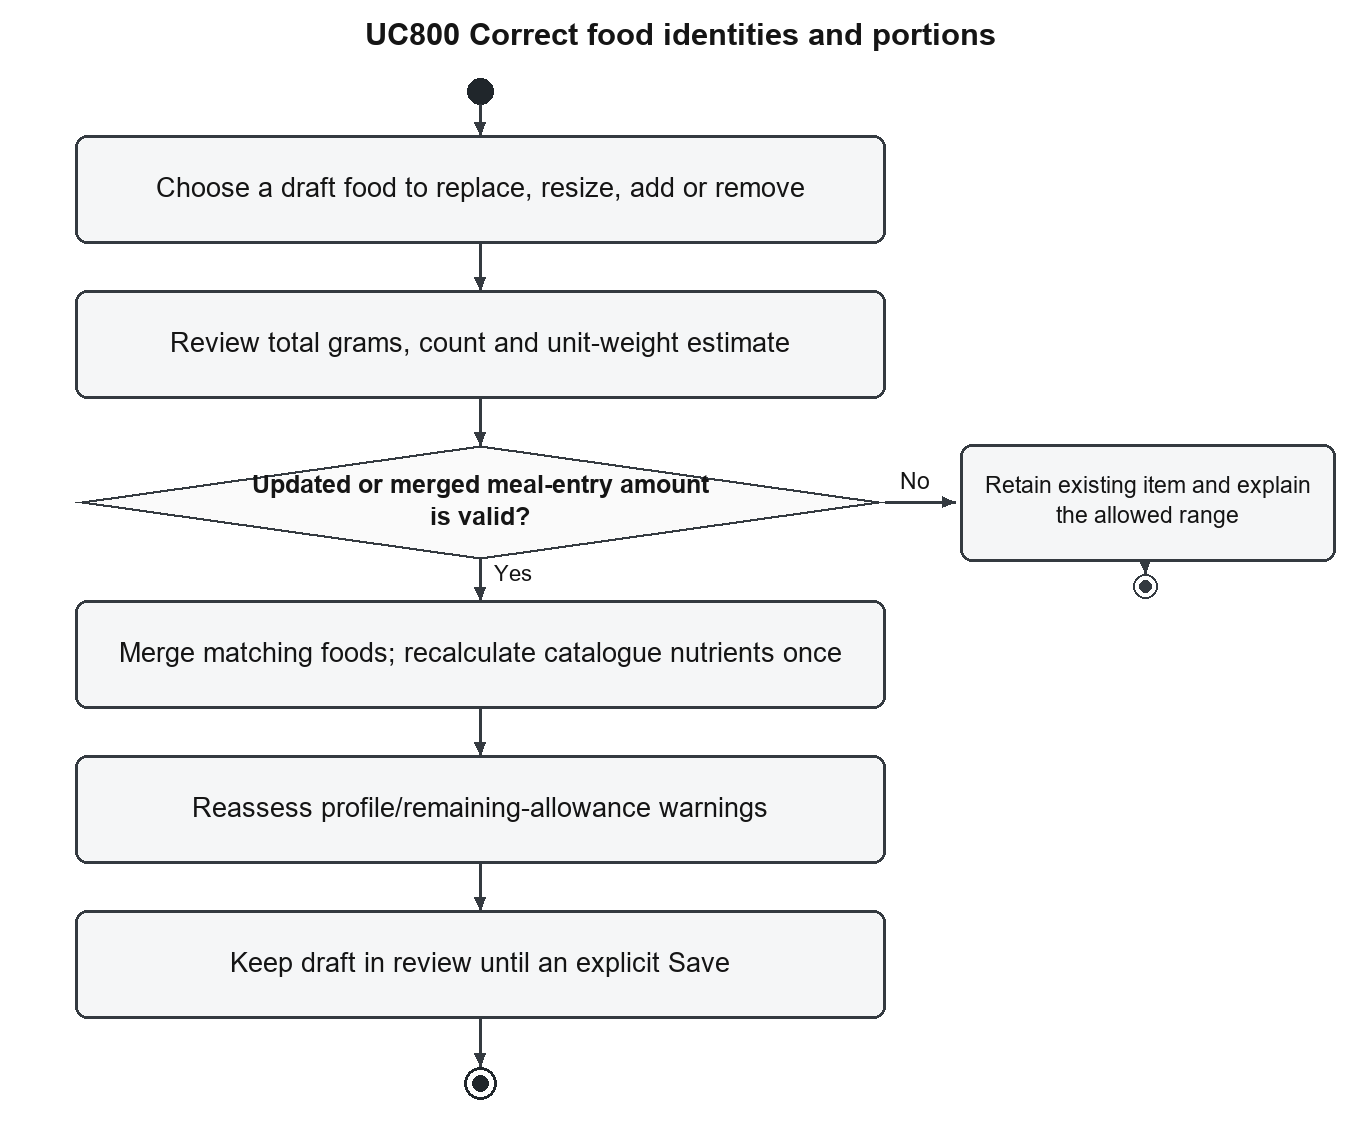 UC800 Correct food identities and portions
Choose a draft food to replace, resize, add or remove
Review total grams, count and unit-weight estimate
Updated or merged meal-entry amount
is valid?
No
Retain existing item and explain
the allowed range
Yes
Merge matching foods; recalculate catalogue nutrients once
Reassess profile/remaining-allowance warnings
Keep draft in review until an explicit Save